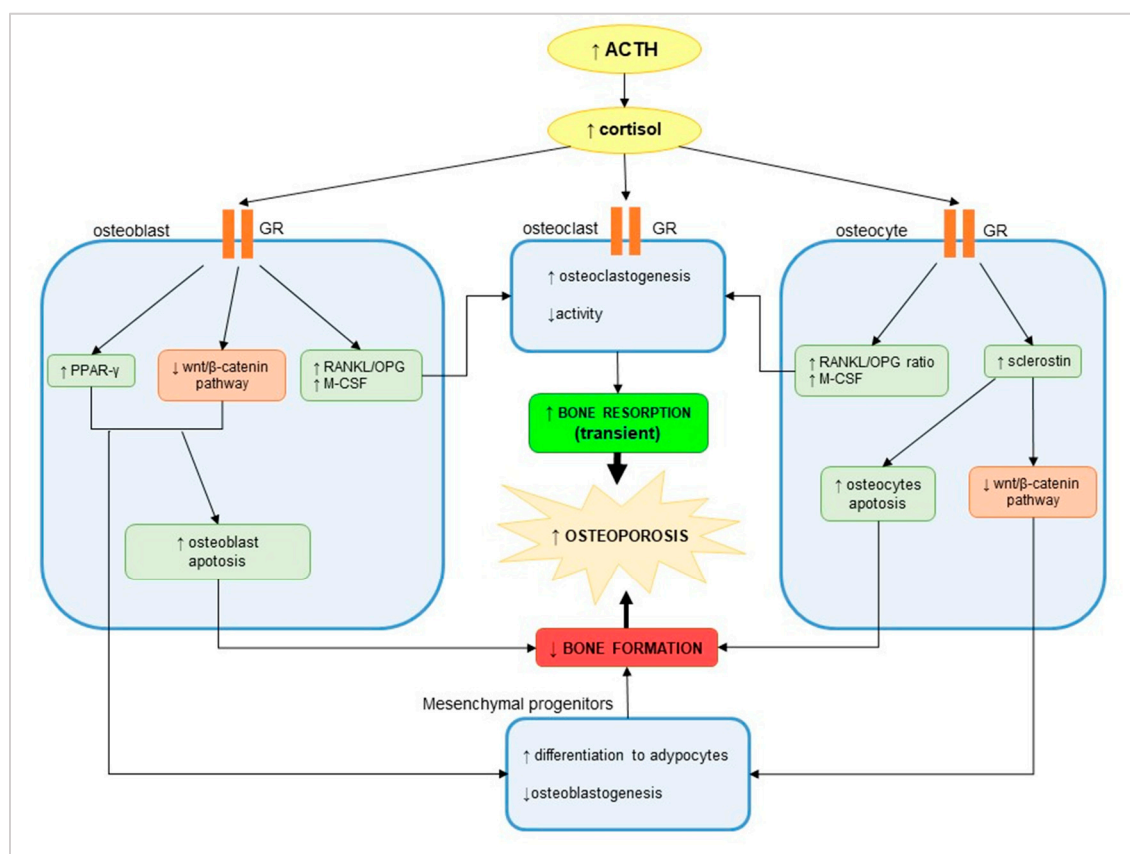 ↑ ACTH
↑ cortisol
osteoblast
GR
osteoclast
GR
osteocyte
GR
↑ osteoclastogenesis
↓activity
↑ PPAR-γ
↓ wnt/β-catenin
pathway
↑ RANKL/OPG
↑ M-CSF
↑ RANKL/OPG ratio
↑ M-CSF
↑ sclerostin
↑ BONE RESORPTION
(transient)
↑ osteocytes
apotosis
↓ wnt/β-catenin
pathway
↑ OSTEOPOROSIS
↑ osteoblast
apotosis
↓ BONE FORMATION
Mesenchymal progenitors
↑ differentiation to adypocytes
↓osteoblastogenesis